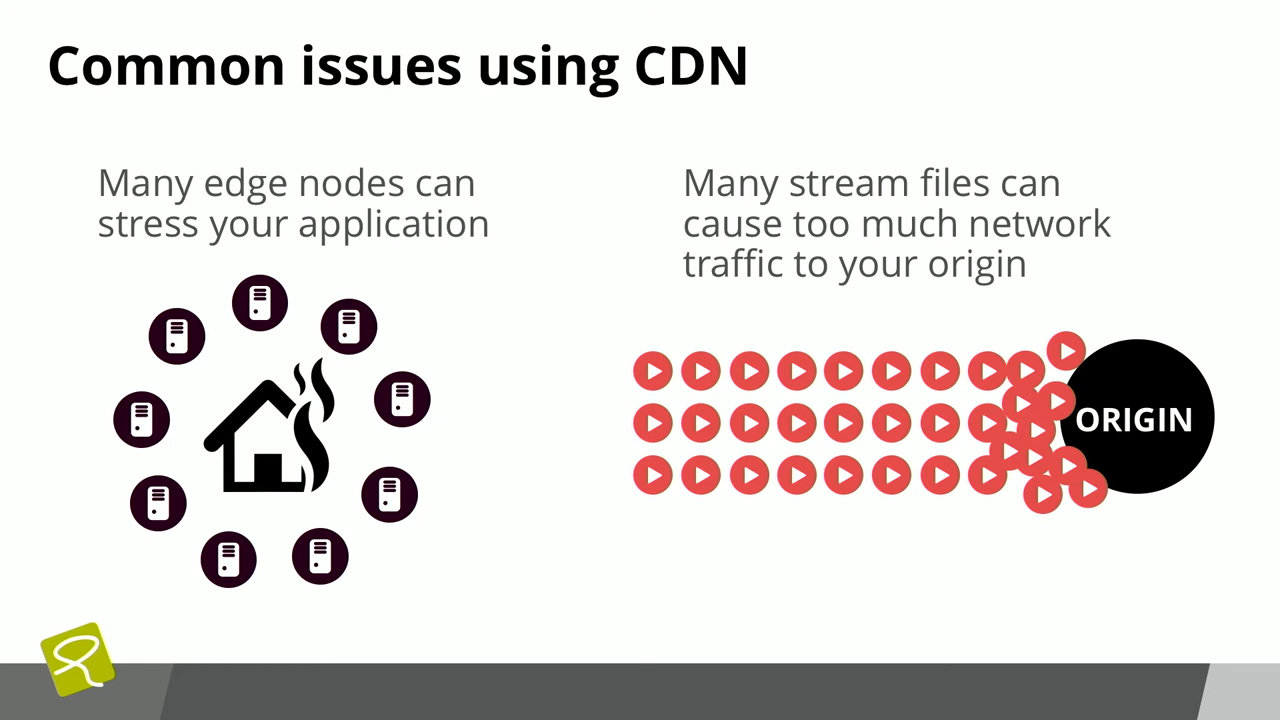 Common issues using CDN
Many edge nodes can
stress your application
Many stream files can
cause too much network
traffic to your origin
ORIGIN